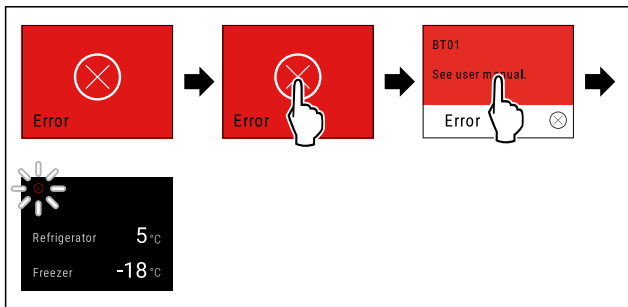 Error
Error
BT01
See user manual.
Error
Refrigerator 5°C
Freezer -18°C